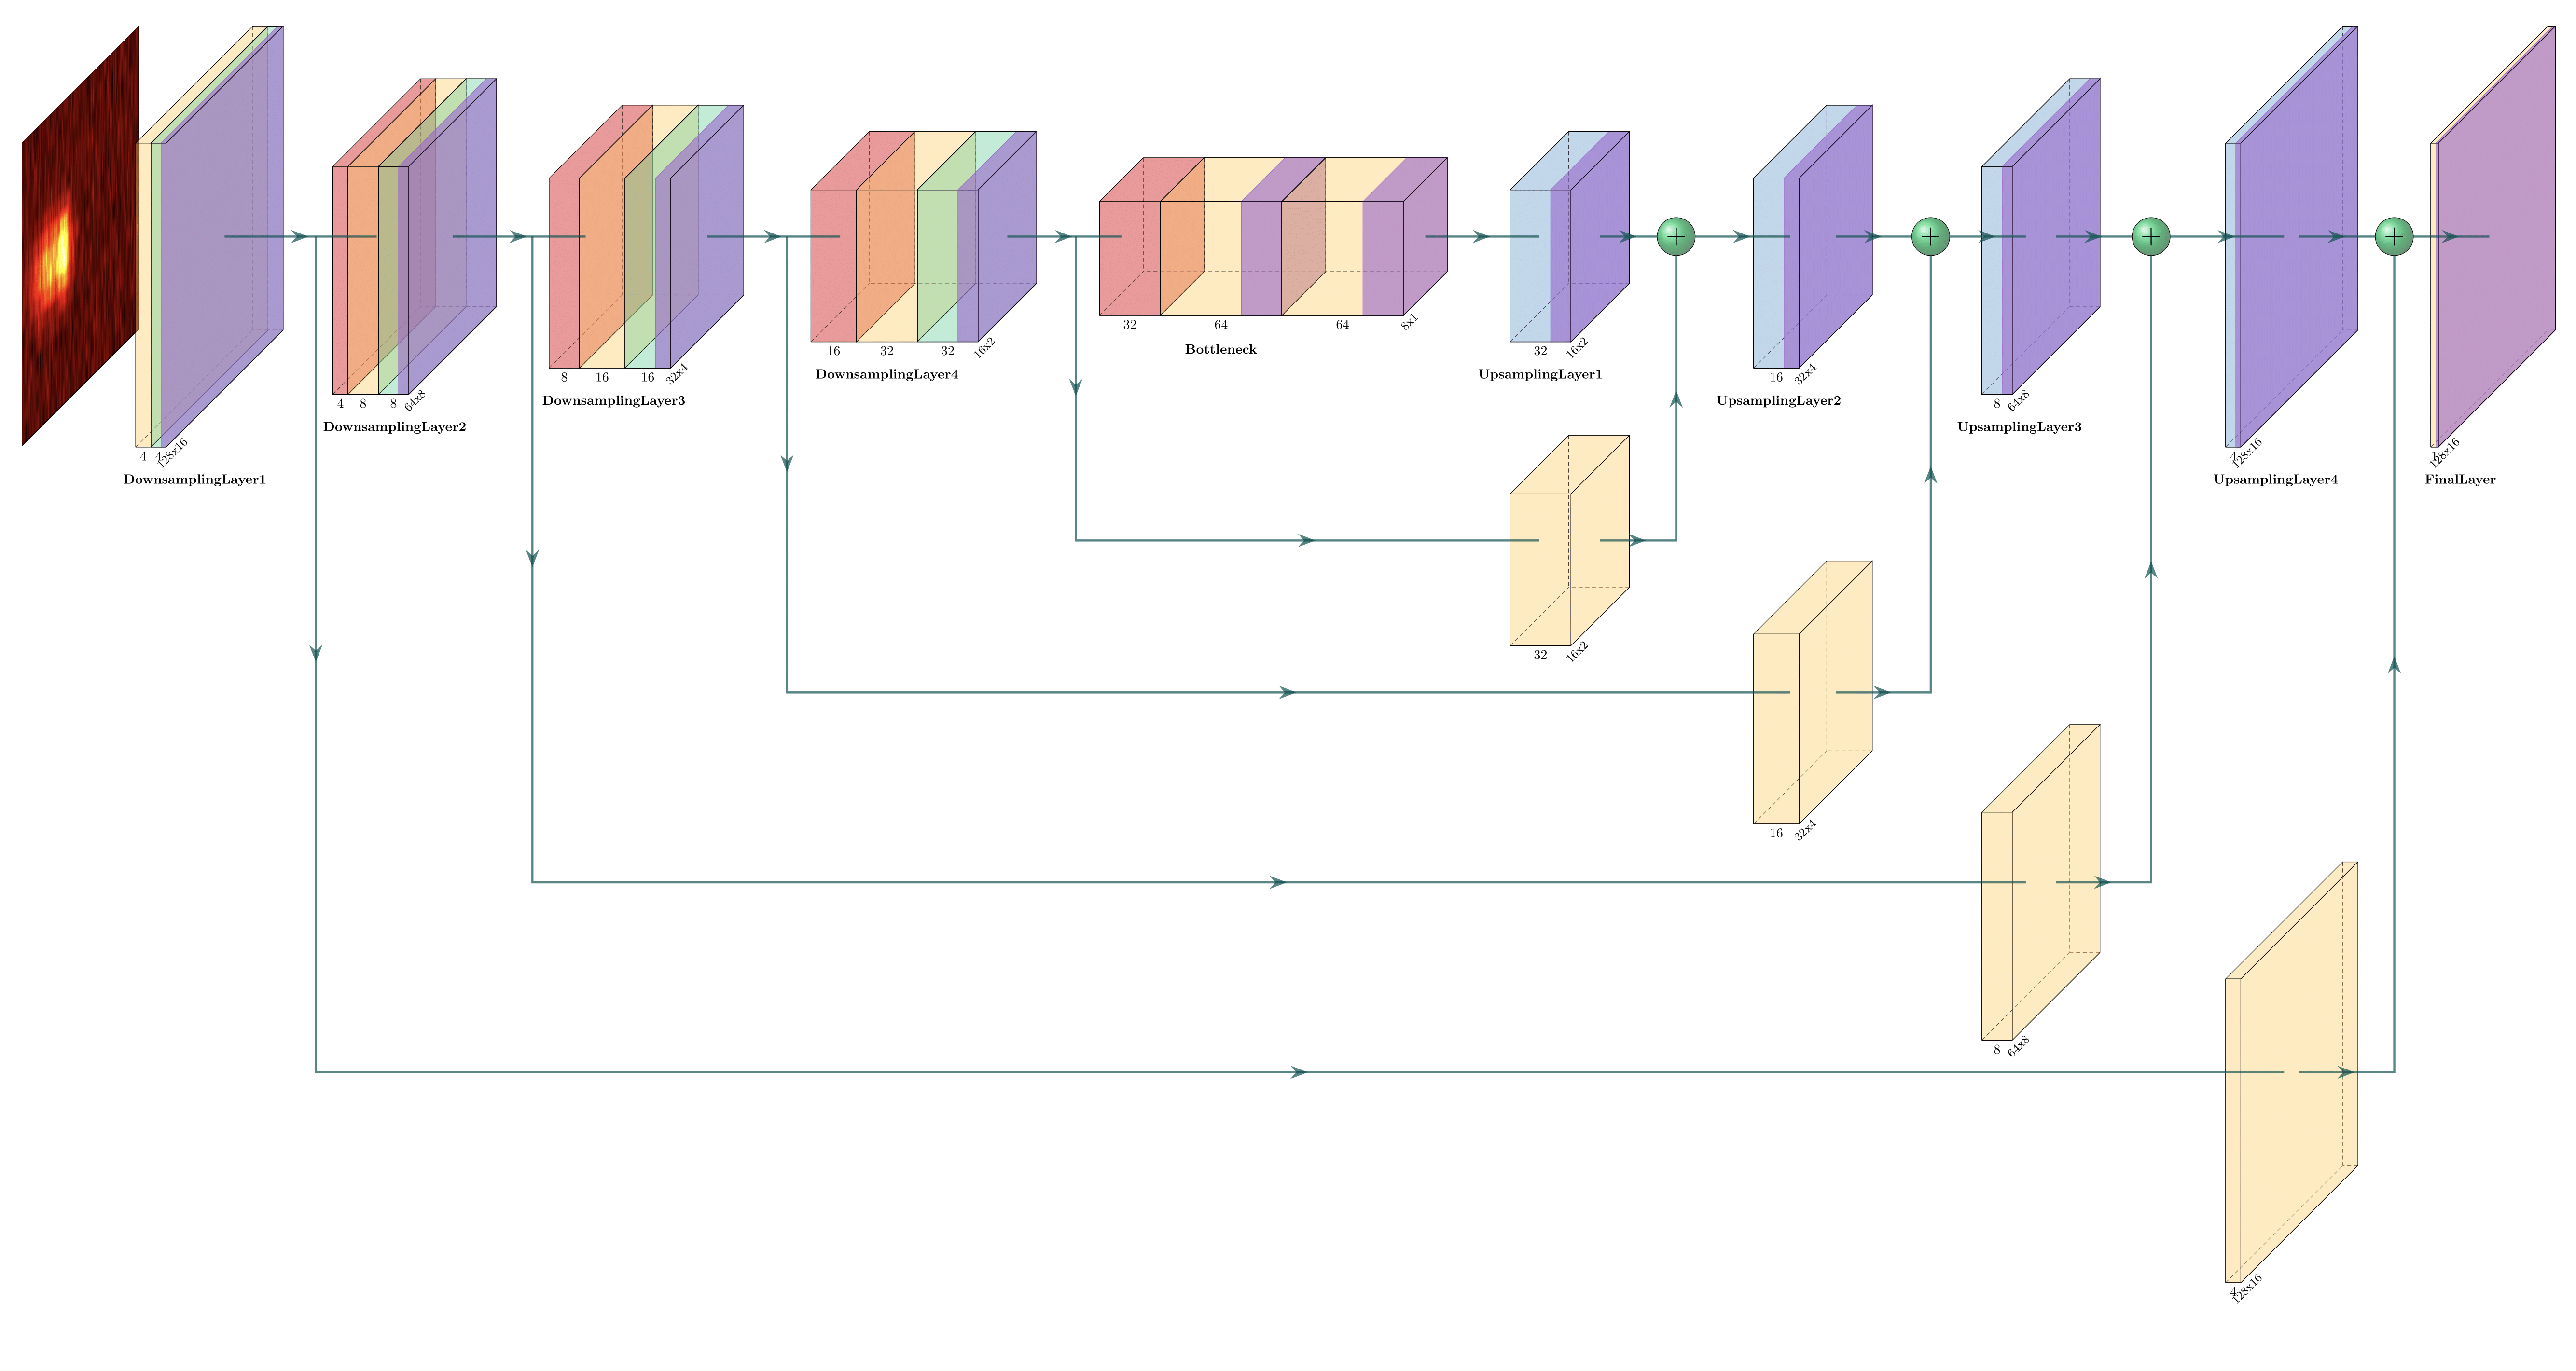 4 4 128x16
DownsamplingLayer1
4 8 8 64x8
DownsamplingLayer2
8 16 16 32x4
DownsamplingLayer3
16 32 32 16x2
DownsamplingLayer4
32 64 64 8x1
Bottleneck
32 16x2
UpsamplingLayer1
+
16 32x4
UpsamplingLayer2
+
8 64x8
UpsamplingLayer3
+
4 128x16
UpsamplingLayer4
+
1 128x16
FinalLayer
32 16x2
16 32x4
8 64x8
4 128x16